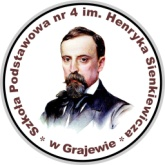 Szkoła Podstawowa nr 4 im. Henryka Sienkiewicza
* w Grajewie *